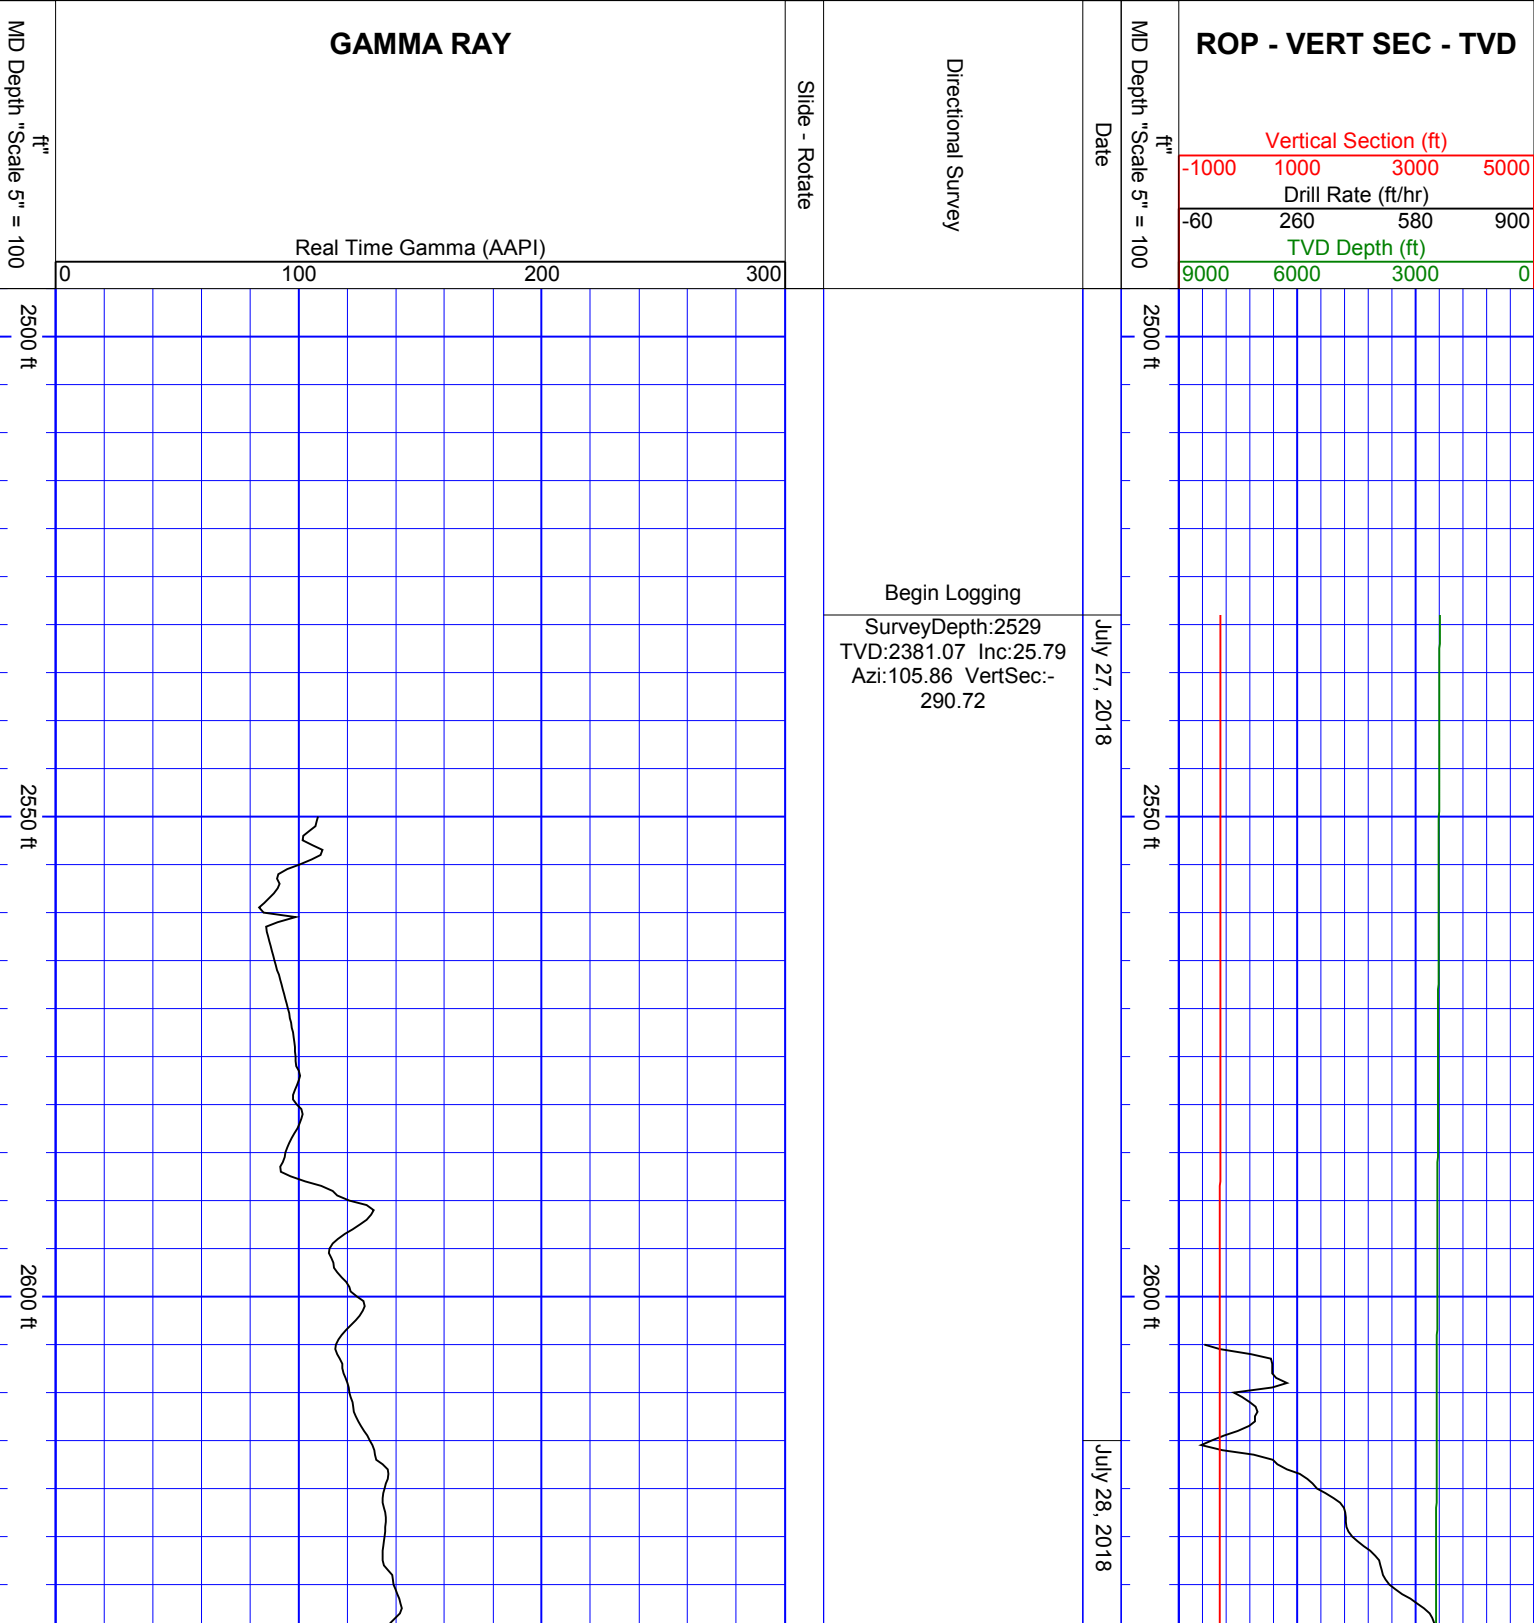 MD Depth "Scale 5" = 100
ft"
GAMMA RAY
Real Time Gamma (AAPI)
0 100 200 300
Slide - Rotate
Directional Survey
Date
MD Depth "Scale 5" = 100
ft"
ROP - VERT SEC - TVD
Vertical Section (ft)
-1000 1000 3000 5000
Drill Rate (ft/hr)
-60 260 580 900
TVD Depth (ft)
9000 6000 3000 0
2500 ft
2500 ft
Begin Logging
SurveyDepth:2529
TVD:2381.07 Inc:25.79
Azi:105.86 VertSec:-
290.72
July 27, 2018
2550 ft
2550 ft
2600 ft
2600 ft
July 28, 2018